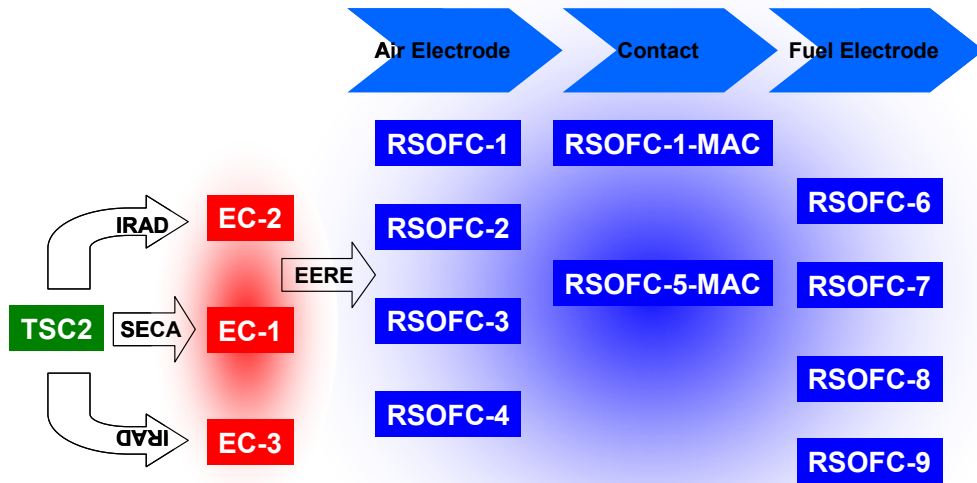 Air Electrode
Contact
Fuel Electrode
RSOFC-1
RSOFC-1-MAC
RSOFC-6
IRAD
EC-2
RSOFC-2
EERE
RSOFC-5-MAC
RSOFC-7
TSC2
SECA
EC-1
RSOFC-3
RSOFC-8
RSOFC-4
IRAD
EC-3
RSOFC-9